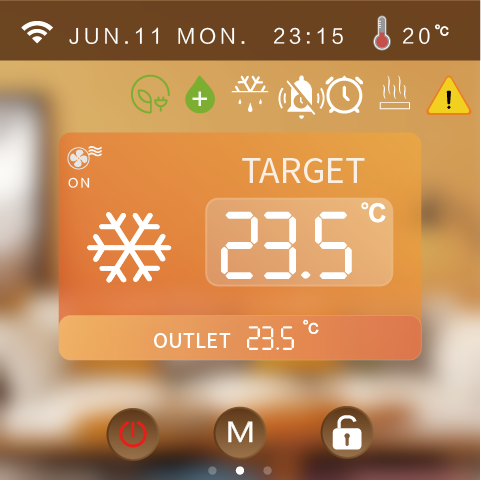 JUN.11 MON. 23:15 20°C
TARGET
ON
23.5°C
OUTLET 23.5°C
M